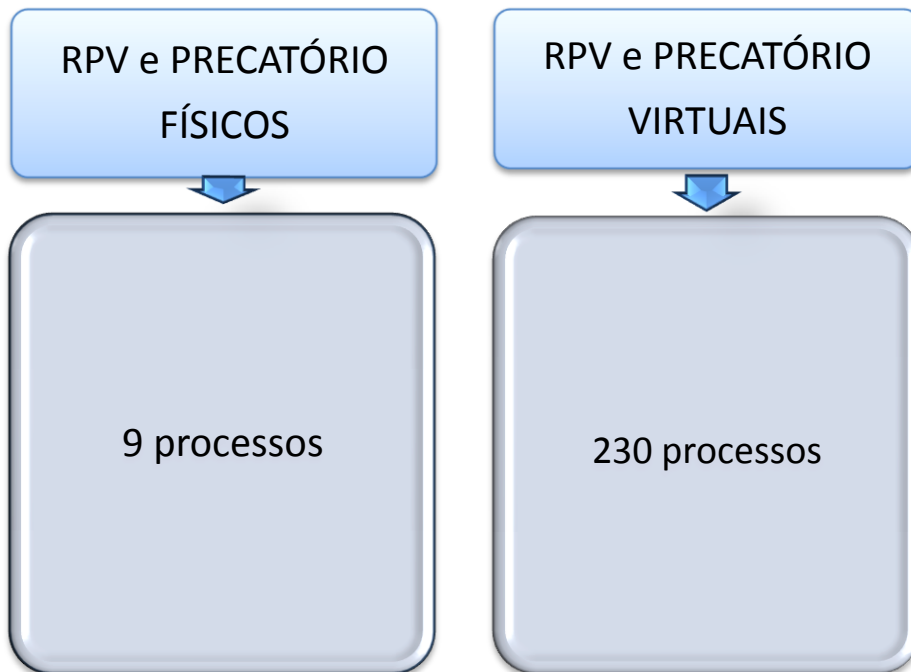 RPV e PRECATÓRIO
FÍSICOS
9 processos
RPV e PRECATÓRIO
VIRTUAIS
230 processos